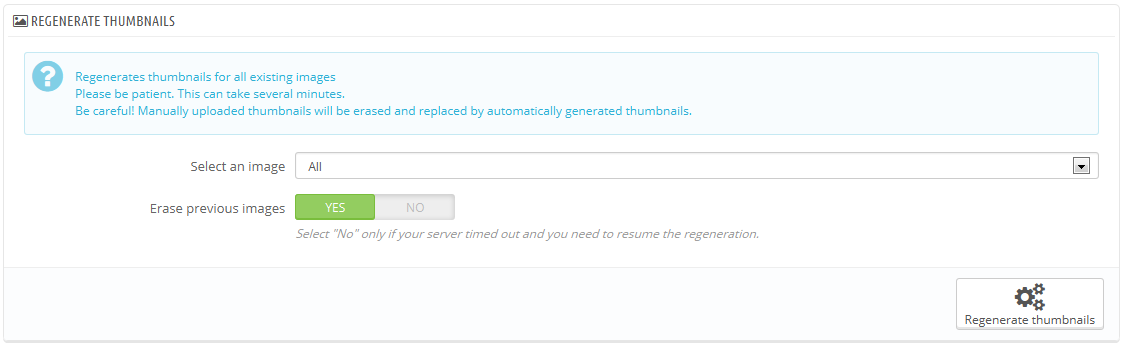 REGENERATE THUMBNAILS
?
Regenerates thumbnails for all existing images
Please be patient. This can take several minutes.
Be careful! Manually uploaded thumbnails will be erased and replaced by automatically generated thumbnails.
Select an image All
Erase previous images YES NO
Select "No" only if your server timed out and you need to resume the regeneration.
Regenerate thumbnails